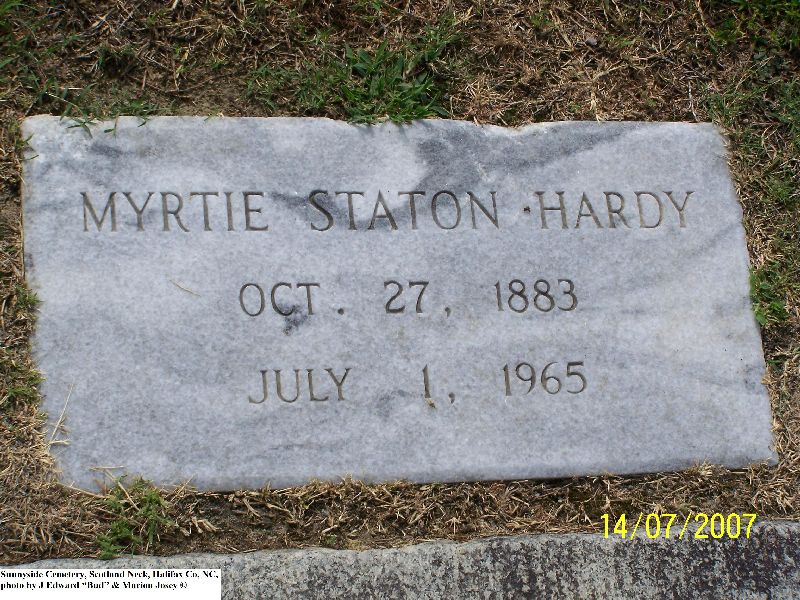 MYRTIE STATON HARDY
OCT. 27, 1883
JULY 1, 1965
14/07/2007
Sunnyside Cemetery, Scotland Neck, Halifax Co, NC,
photo by J Edward "Bud" & Marion Josey ©